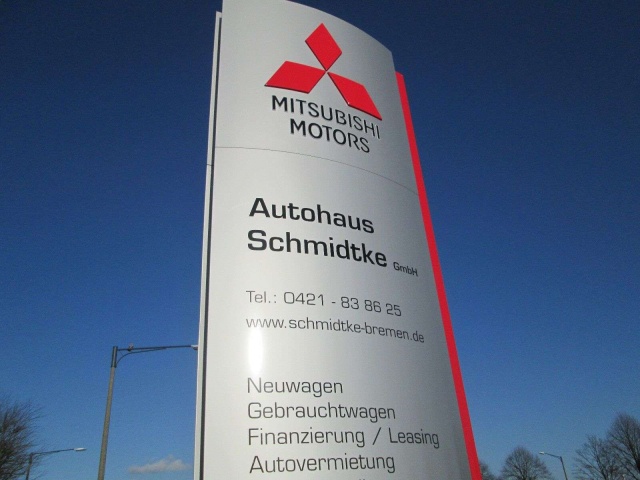 MITSUBISHI
MOTORS
Autohaus
Schmidtke GmbH
Tel.: 0421 - 83 86 25
www.schmidtke-bremen.de
Neuwagen
Gebrauchtwagen
Finanzierung / Leasing
Autovermietung